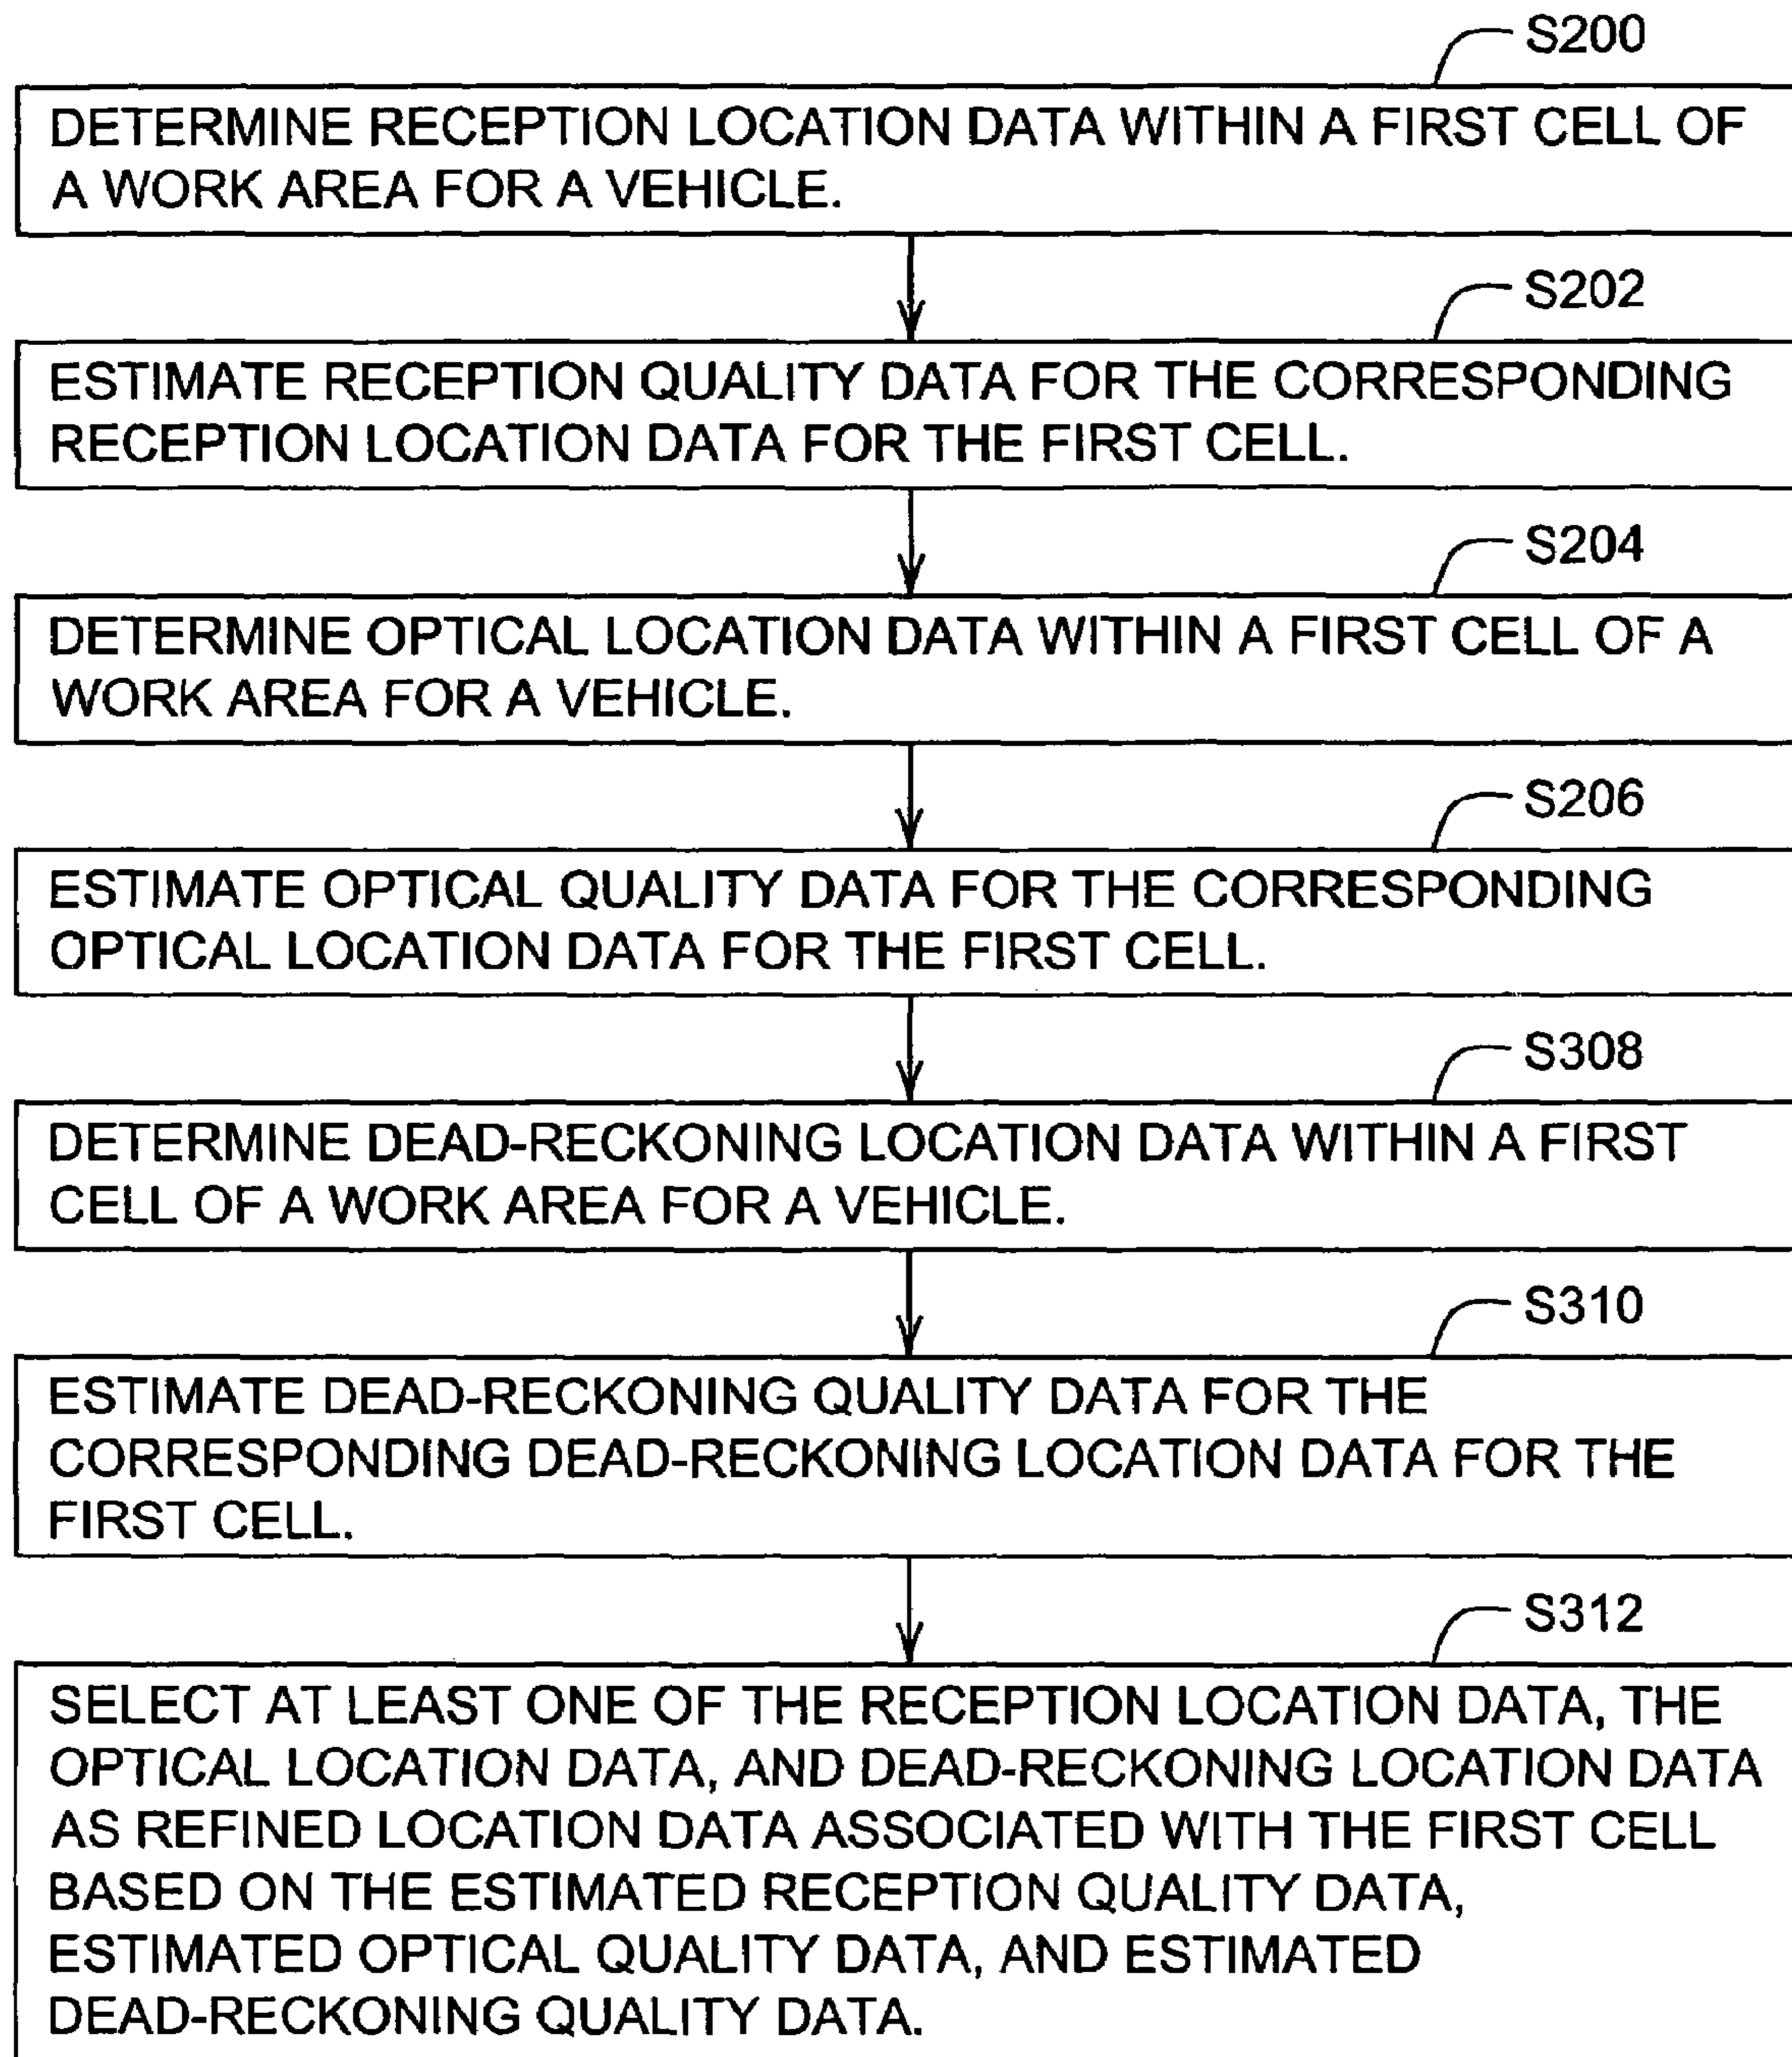 S200
DETERMINE RECEPTION LOCATION DATA WITHIN A FIRST CELL OF
A WORK AREA FOR A VEHICLE.
S202
ESTIMATE RECEPTION QUALITY DATA FOR THE CORRESPONDING
RECEPTION LOCATION DATA FOR THE FIRST CELL.
S204
DETERMINE OPTICAL LOCATION DATA WITHIN A FIRST CELL OF A
WORK AREA FOR A VEHICLE.
S206
ESTIMATE OPTICAL QUALITY DATA FOR THE CORRESPONDING
OPTICAL LOCATION DATA FOR THE FIRST CELL.
S308
DETERMINE DEAD-RECKONING LOCATION DATA WITHIN A FIRST
CELL OF A WORK AREA FOR A VEHICLE.
S310
ESTIMATE DEAD-RECKONING QUALITY DATA FOR THE
CORRESPONDING DEAD-RECKONING LOCATION DATA FOR THE
FIRST CELL.
S312
SELECT AT LEAST ONE OF THE RECEPTION LOCATION DATA, THE
OPTICAL LOCATION DATA, AND DEAD-RECKONING LOCATION DATA
AS REFINED LOCATION DATA ASSOCIATED WITH THE FIRST CELL
BASED ON THE ESTIMATED RECEPTION QUALITY DATA,
ESTIMATED OPTICAL QUALITY DATA, AND ESTIMATED
DEAD-RECKONING QUALITY DATA.